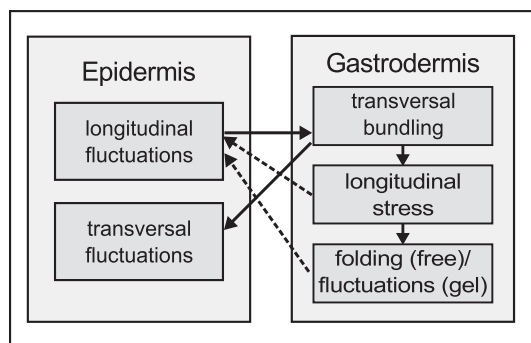 Epidermis
longitudinal
fluctuations
transversal
fluctuations
Gastrodermis
transversal
bundling
longitudinal
stress
folding (free)/
fluctuations (gel)